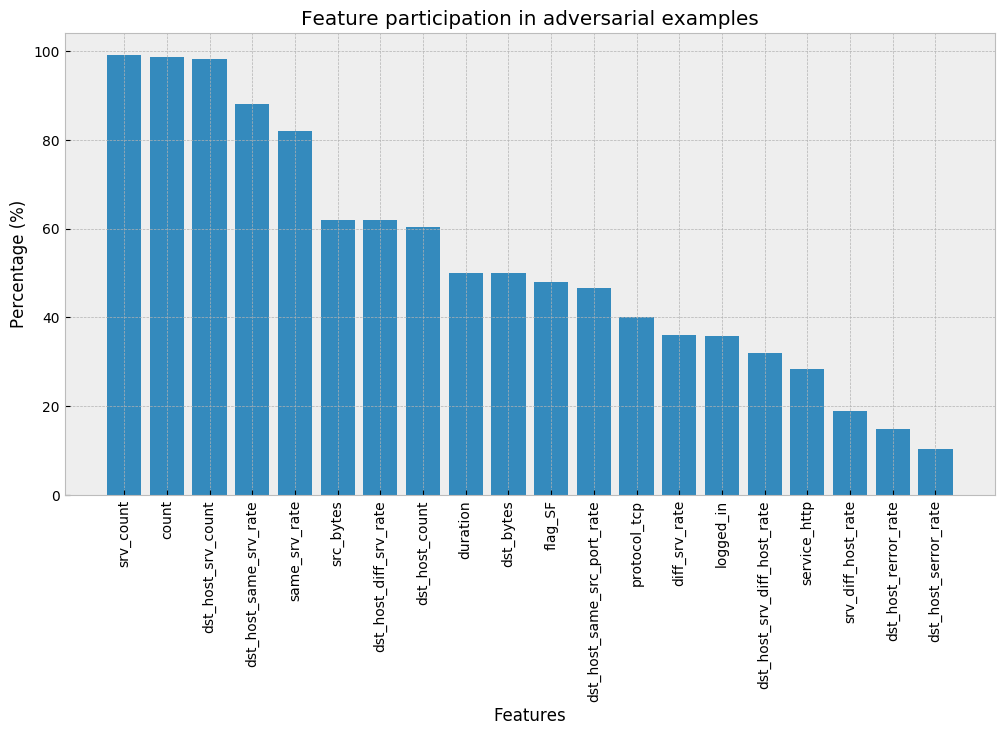 Feature participation in adversarial examples
Percentage (%)
100
80
60
40
20
0
srv_count
count
dst_host_srv_count
dst_host_same_srv_rate
same_srv_rate
src_bytes
dst_host_diff_srv_rate
dst_host_count
duration
dst_bytes
flag_SF
dst_host_same_src_port_rate
protocol_tcp
diff_srv_rate
logged_in
dst_host_srv_diff_host_rate
service_http
srv_diff_host_rate
dst_host_rerror_rate
dst_host_serror_rate
Features